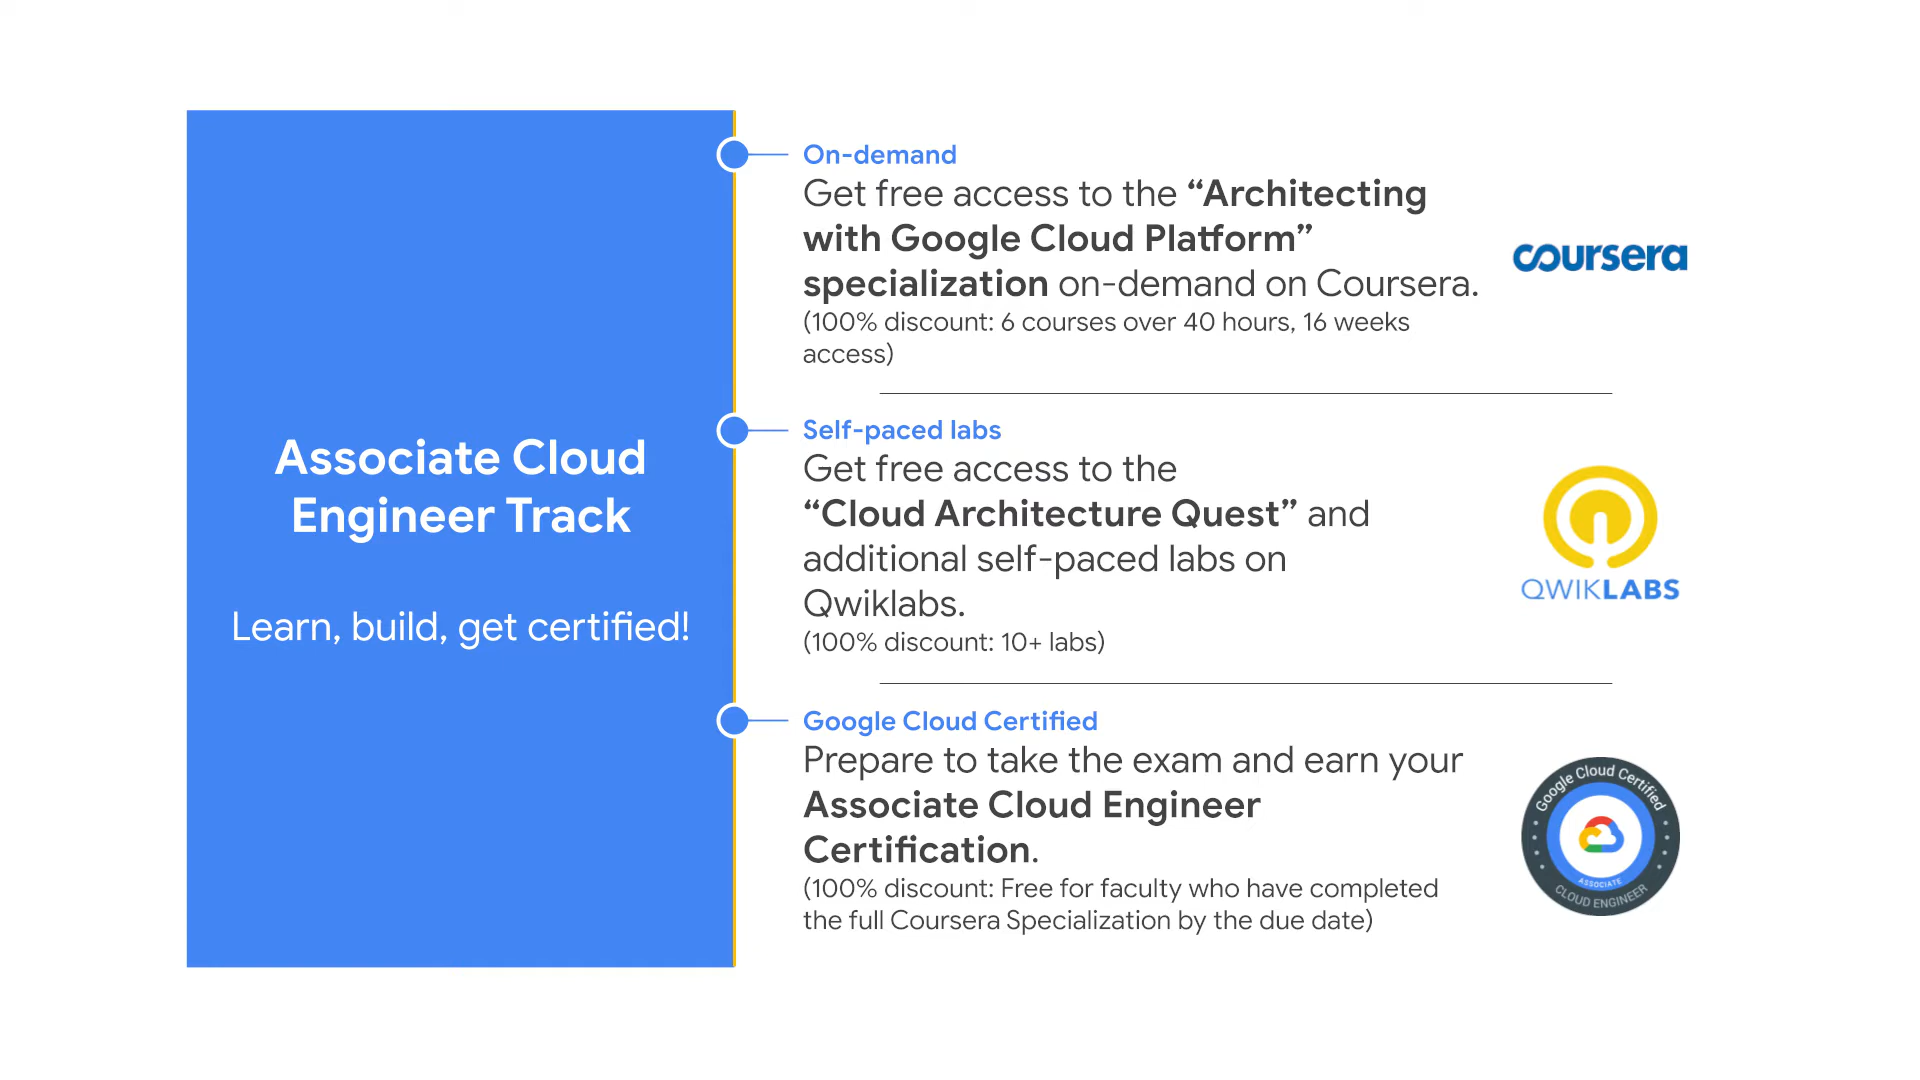 Associate Cloud
Engineer Track
Learn, build, get certified!
On-demand
Get free access to the “Architecting
with Google Cloud Platform”
specialization on-demand on Coursera.
(100% discount: 6 courses over 40 hours, 16 weeks
access)
coursera
Self-paced labs
Get free access to the
“Cloud Architecture Quest” and
additional self-paced labs on
Qwiklabs.
(100% discount: 10+ labs)
QWIKLABS
Google Cloud Certified
Prepare to take the exam and earn your
Associate Cloud Engineer
Certification.
(100% discount: Free for faculty who have completed
the full Coursera Specialization by the due date)
Google Cloud Certified
ASSOCIATE
CLOUD ENGINEER